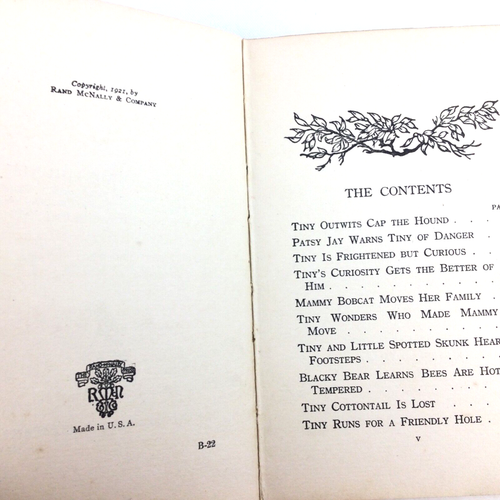 Copyright, 1921, by
RAND MCNALLY & COMPANY
RMN
Made in U. S. A.
B-22
THE CONTENTS
PA
TINY OUTWITS CAP THE HOUND . . .
PATSY JAY WARNS TINY OF DANGER . .
TINY IS FRIGHTENED BUT CURIOUS . .
TINY'S CURIOSITY GETS THE BETTER OF
HIM . . . . . . . . . .
MAMMY BOBCAT MOVES HER FAMILY . .
TINY WONDERS WHO MADE MAMMY
MOVE . . . . . . . . .
TINY AND LITTLE SPOTTED SKUNK HEAR
FOOTSTEPS . . . . . . . .
BLACKY BEAR LEARNS BEES ARE HOT
TEMPERED . . . . . . . .
TINY COTTONTAIL IS LOST . . . .
TINY RUNS FOR A FRIENDLY HOLE . .
v